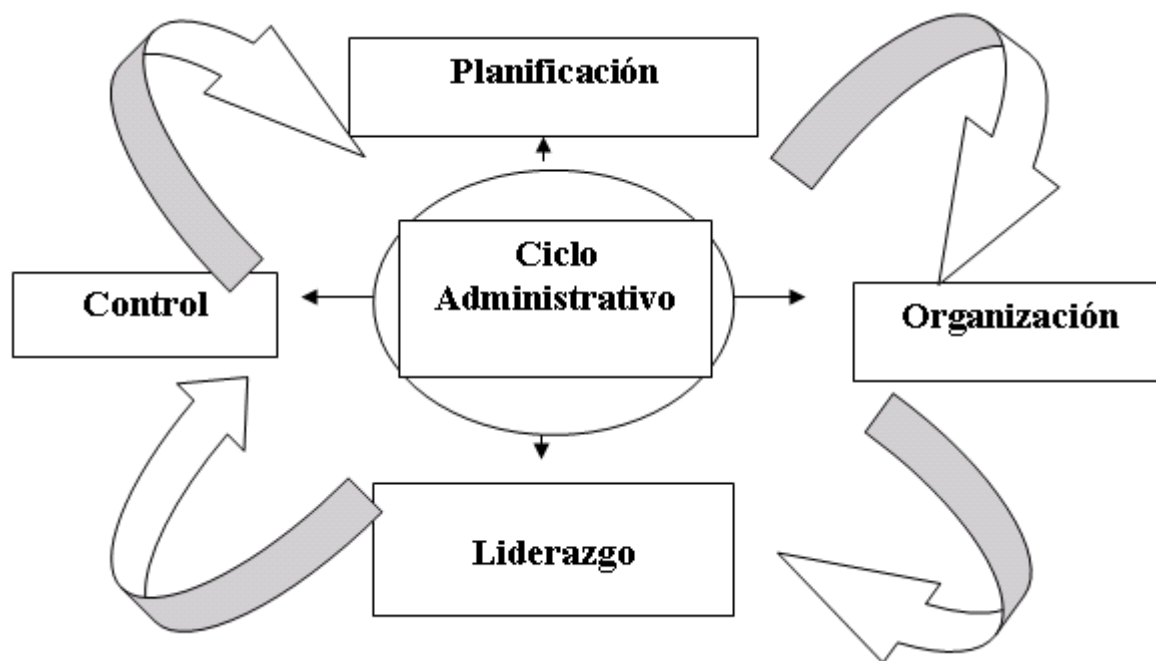 Planificación
Ciclo
Administrativo
Control
Organización
Liderazgo